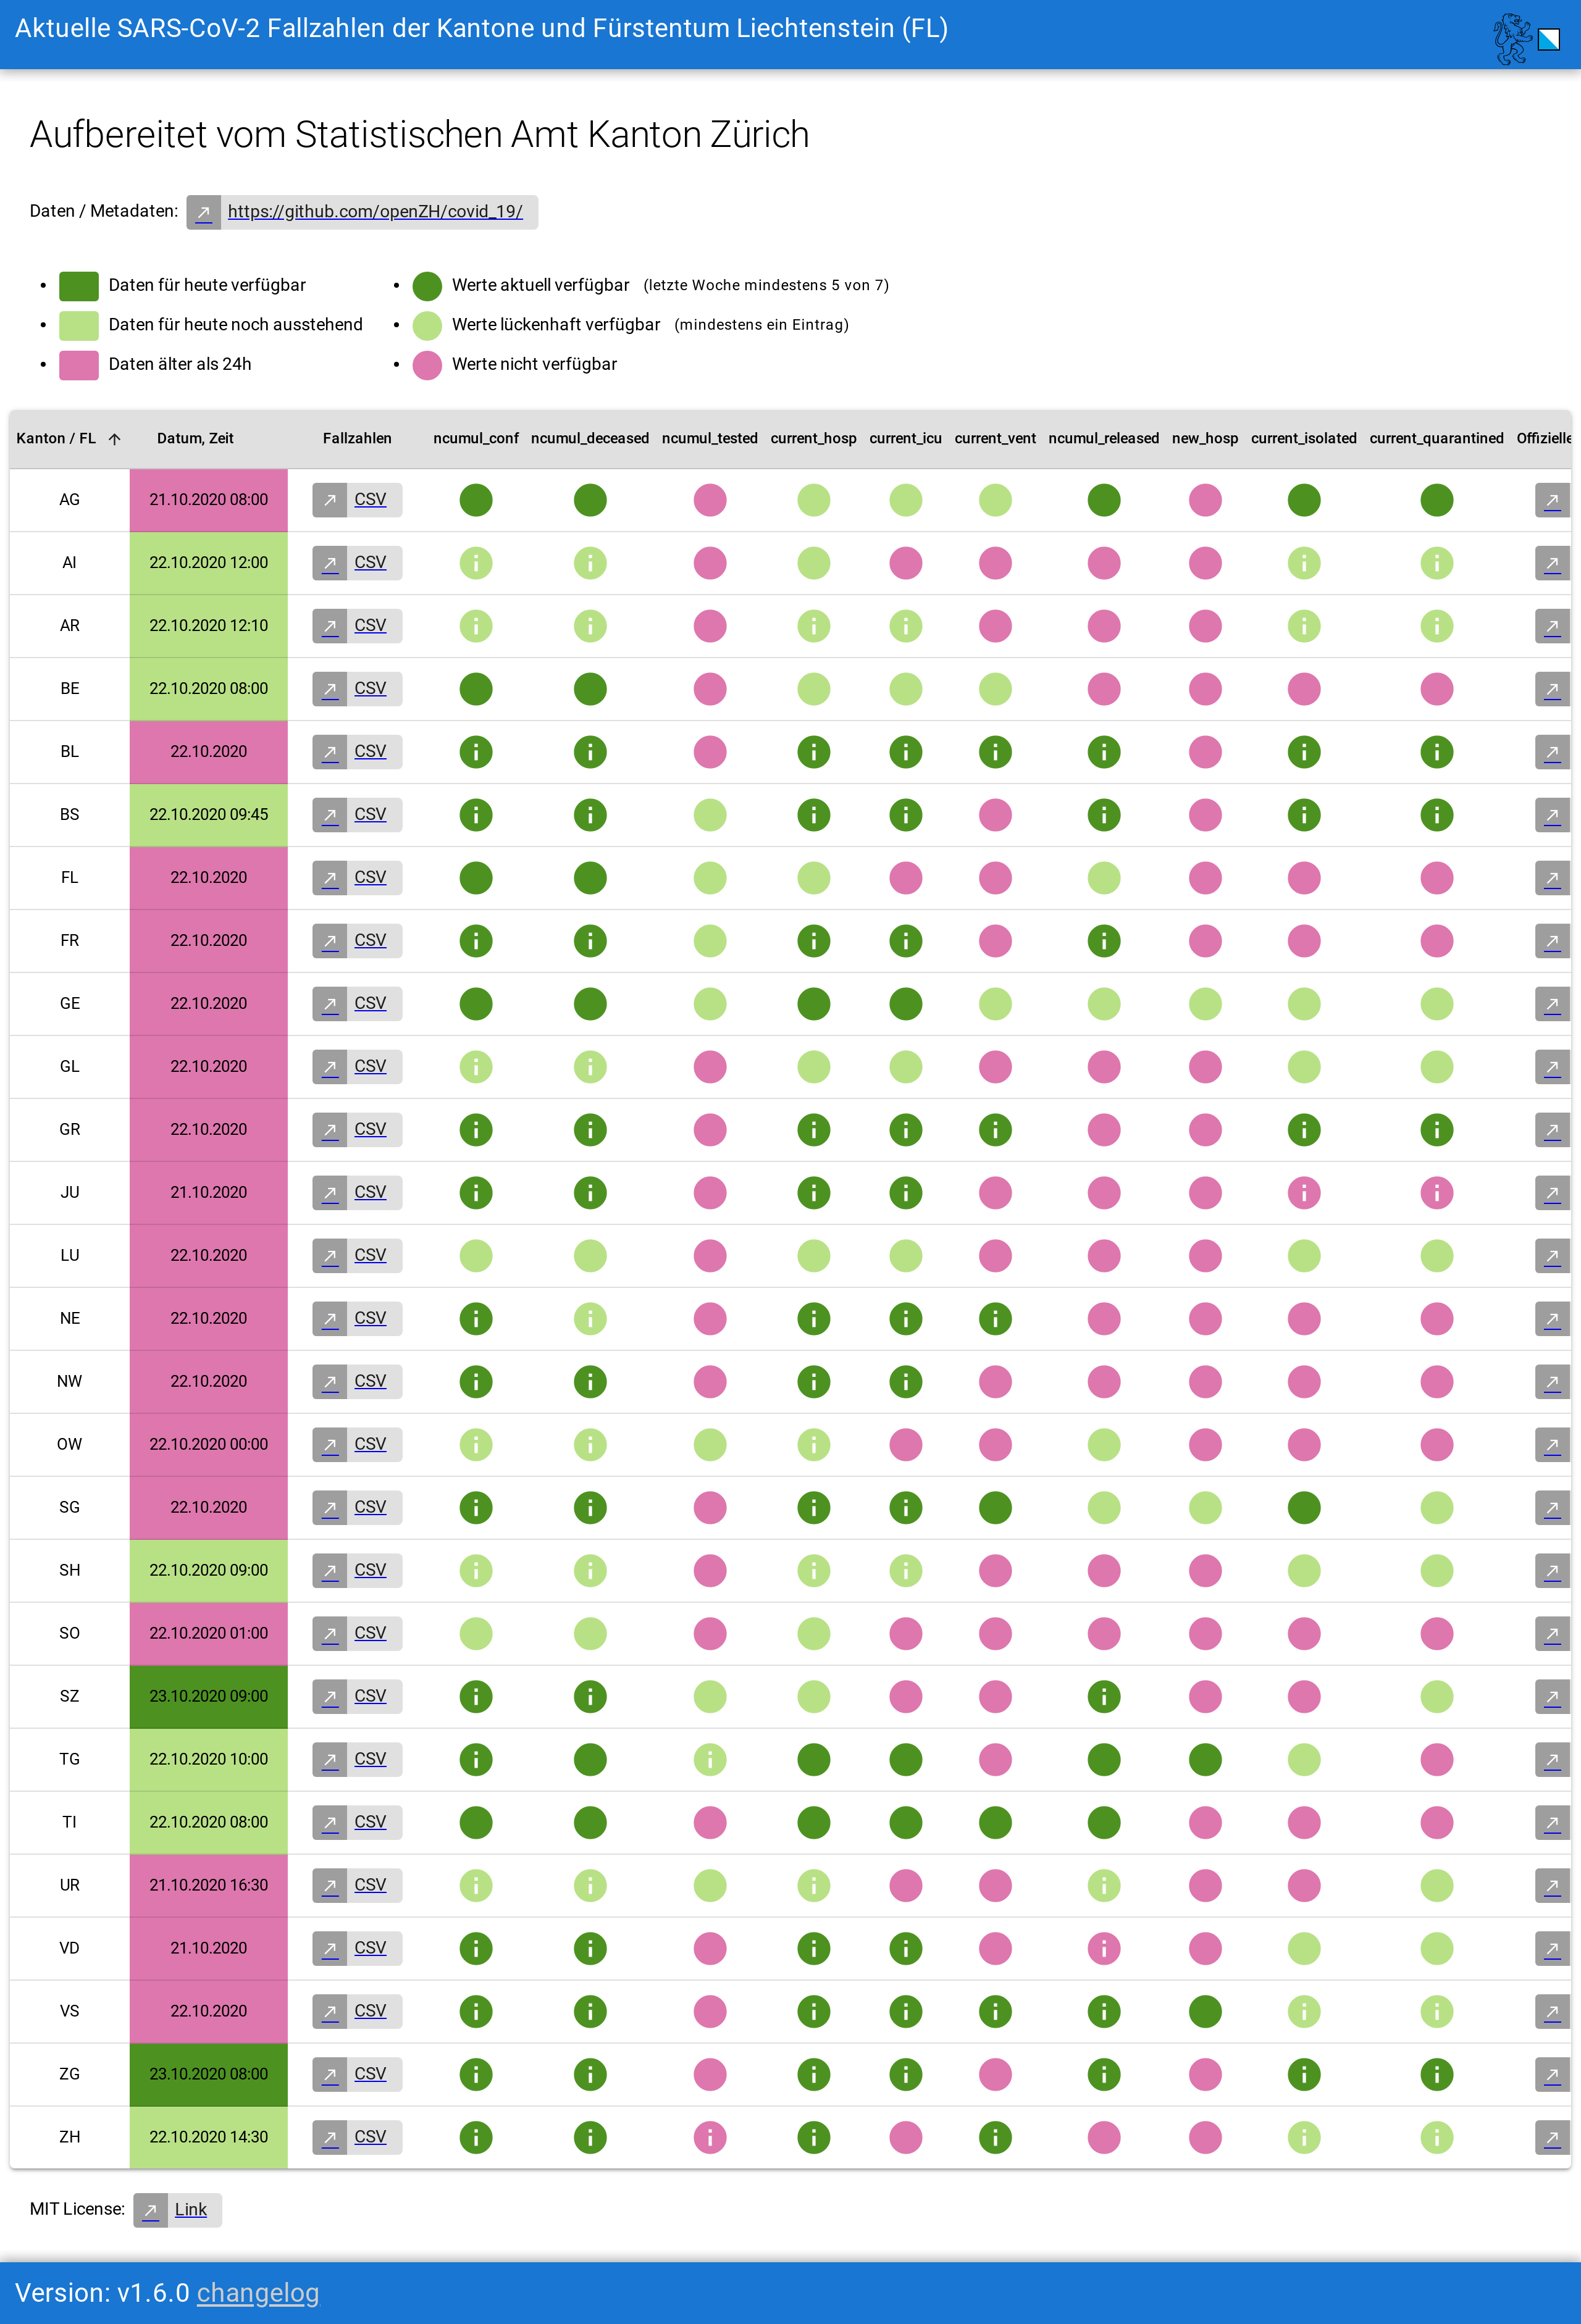 Aktuelle SARS-CoV-2 Fallzahlen der Kantone und Fürstentum Liechtenstein (FL)
Aufbereitet vom Statistischen Amt Kanton Zürich
Daten / Metadaten: https://github.com/openZH/covid_19/
Daten für heute verfügbar
Daten für heute noch ausstehend
Daten älter als 24h
Werte aktuell verfügbar (letzte Woche mindestens 5 von 7)
Werte lückenhaft verfügbar (mindestens ein Eintrag)
Werte nicht verfügbar
Kanton / FL Datum, Zeit Fallzahlen ncumul_conf ncumul_deceased ncumul_tested current_hosp current_icu current_vent ncumul_released new_hosp current_isolated current_quarantined Offizielle
AG 21.10.2020 08:00 CSV
AI 22.10.2020 12:00 CSV
AR 22.10.2020 12:10 CSV
BE 22.10.2020 08:00 CSV
BL 22.10.2020 CSV
BS 22.10.2020 09:45 CSV
FL 22.10.2020 CSV
FR 22.10.2020 CSV
GE 22.10.2020 CSV
GL 22.10.2020 CSV
GR 22.10.2020 CSV
JU 21.10.2020 CSV
LU 22.10.2020 CSV
NE 22.10.2020 CSV
NW 22.10.2020 CSV
OW 22.10.2020 00:00 CSV
SG 22.10.2020 CSV
SH 22.10.2020 09:00 CSV
SO 22.10.2020 01:00 CSV
SZ 23.10.2020 09:00 CSV
TG 22.10.2020 10:00 CSV
TI 22.10.2020 08:00 CSV
UR 21.10.2020 16:30 CSV
VD 21.10.2020 CSV
VS 22.10.2020 CSV
ZG 23.10.2020 08:00 CSV
ZH 22.10.2020 14:30 CSV
MIT License: Link
Version: v1.6.0 changelog